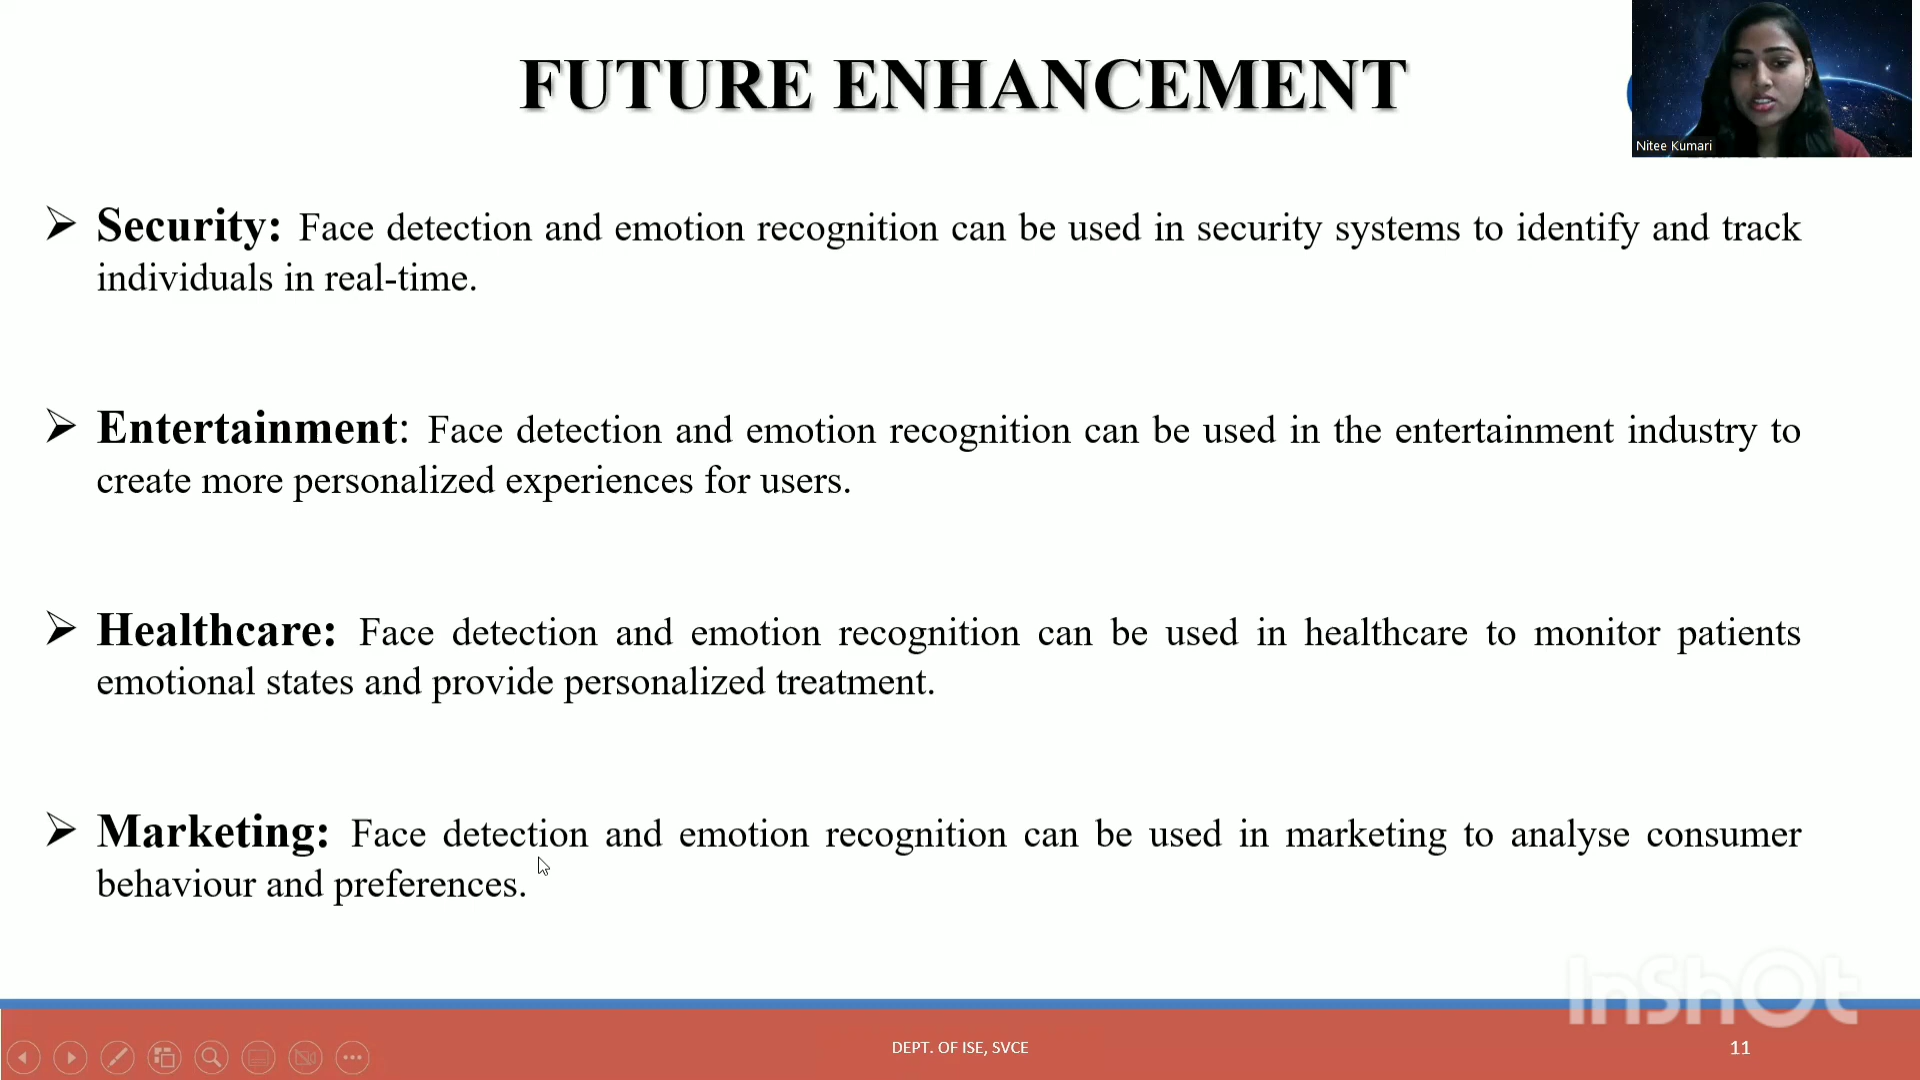 FUTURE ENHANCEMENT
Nitee Kumari
➢ Security: Face detection and emotion recognition can be used in security systems to identify and track
individuals in real-time.
➢ Entertainment: Face detection and emotion recognition can be used in the entertainment industry to
create more personalized experiences for users.
➢ Healthcare: Face detection and emotion recognition can be used in healthcare to monitor patients
emotional states and provide personalized treatment.
➢ Marketing: Face detection and emotion recognition can be used in marketing to analyse consumer
behaviour and preferences.
InShOt
DEPT. OF ISE, SVCE
11